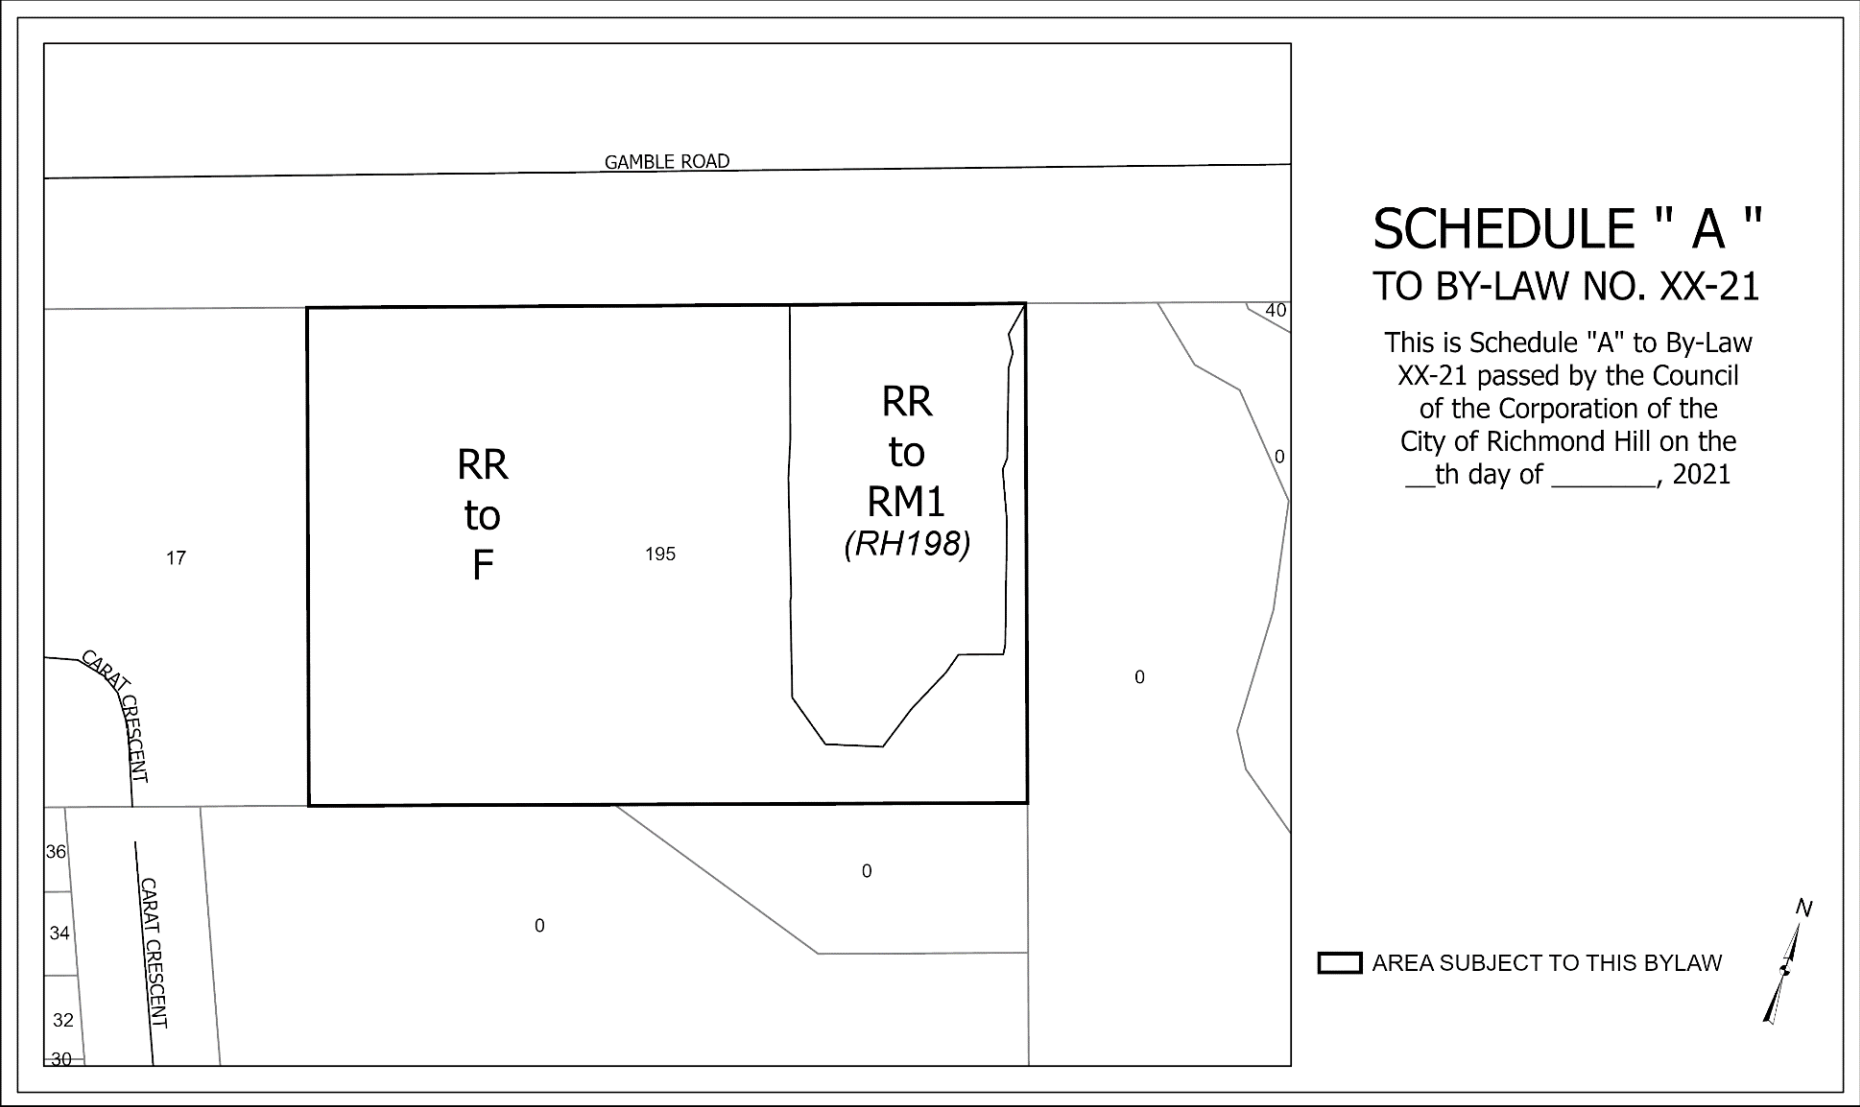 GAMBLE ROAD
SCHEDULE " A "
TO BY-LAW NO. XX-21
This is Schedule "A" to By-Law
XX-21 passed by the Council
of the Corporation of the
City of Richmond Hill on the
__th day of _______, 2021
40
RR
to
RM1
(RH198)
RR
to
F
0
17
195
CARAT CRESCENT
0
36
0
34
CARAT CRESCENT
0
32
30
N
AREA SUBJECT TO THIS BYLAW